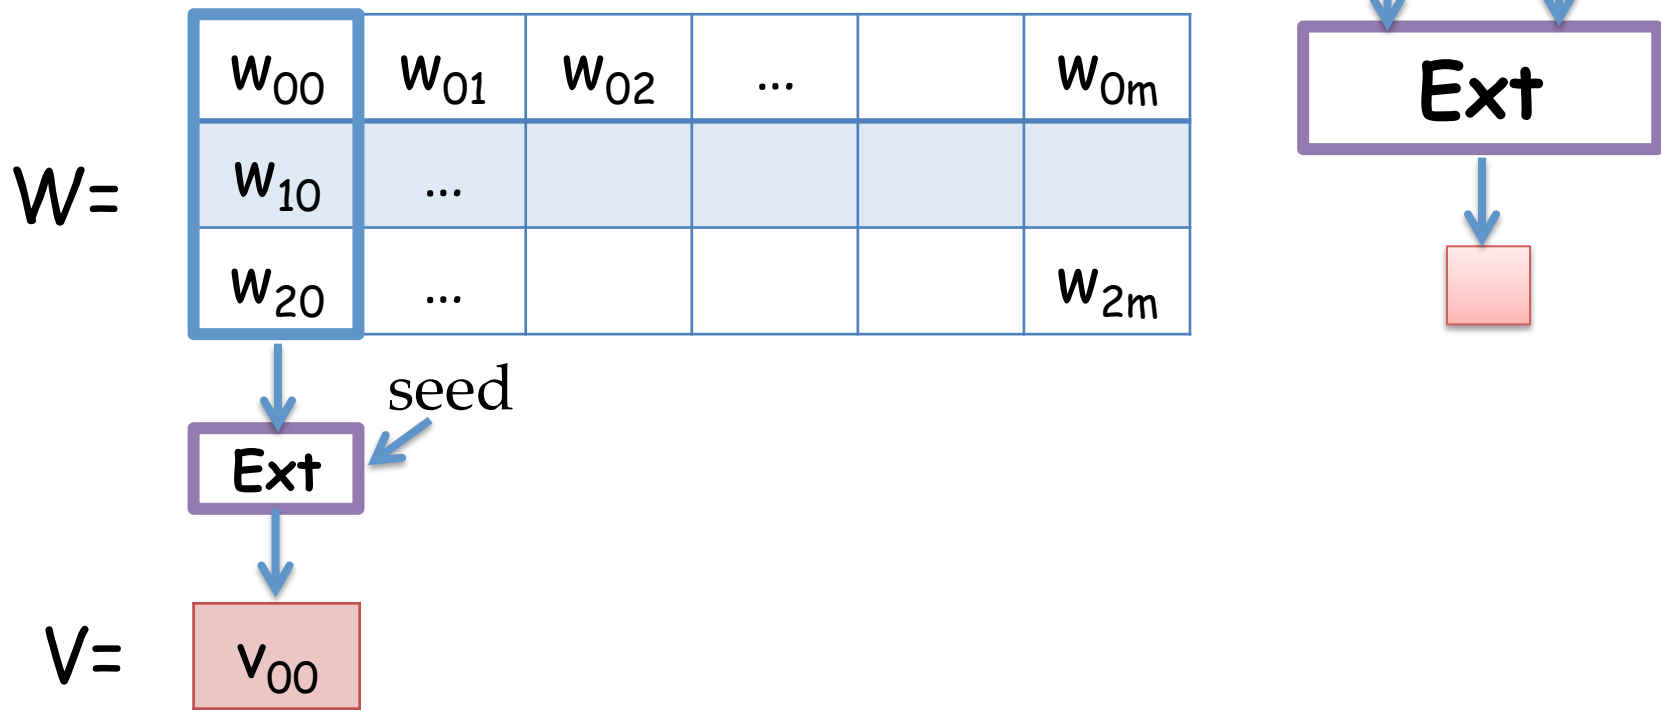 w00 w01 w02 ... w0m
Ext
W=
w10 ...
w20 ... w2m
seed
Ext
V=
v00